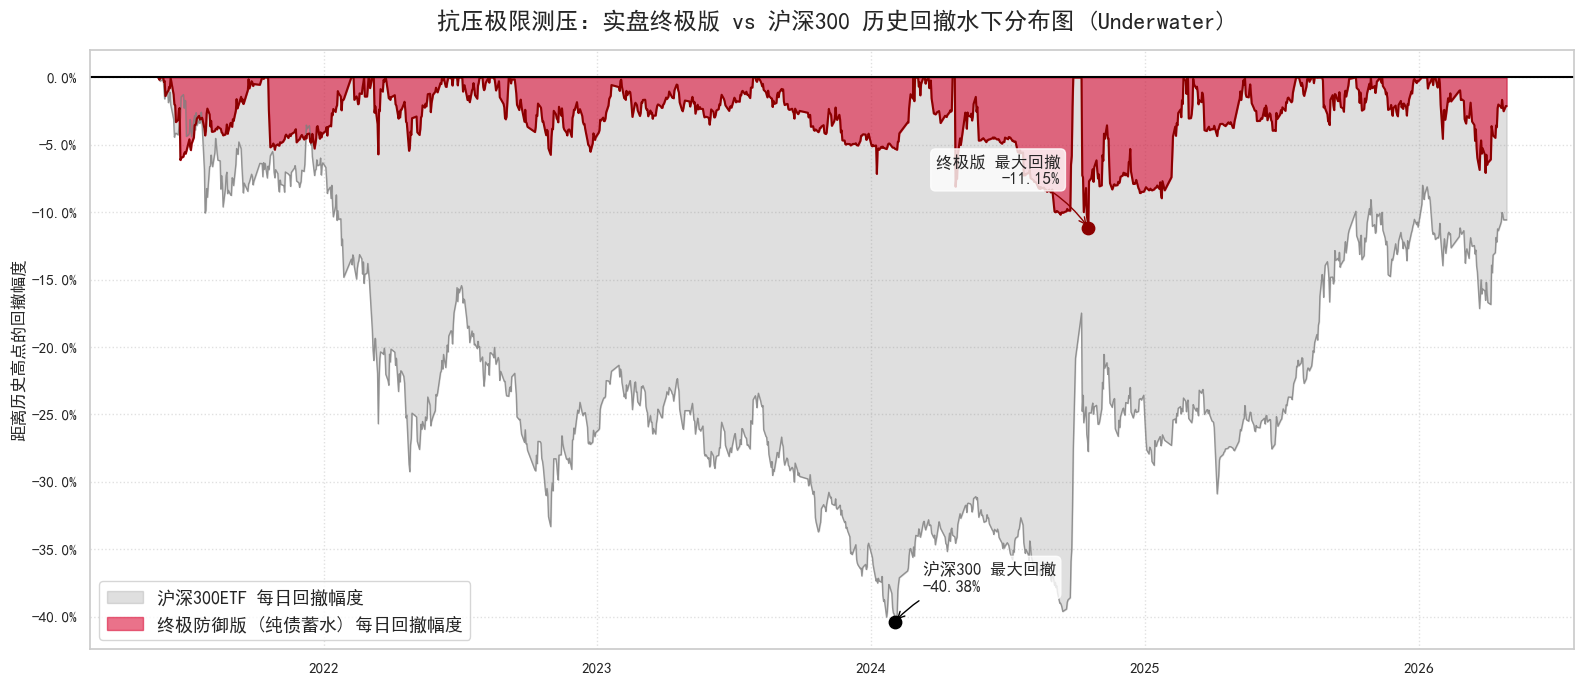 抗压极限测压：实盘终极版 vs 沪深300 历史回撤水下分布图 (Underwater)
距离历史高点的回撤幅度
0.0%
-5.0%
-10.0%
-15.0%
-20.0%
-25.0%
-30.0%
-35.0%
-40.0%
终极版 最大回撤
-11.15%
沪深300 最大回撤
-40.38%
沪深300ETF 每日回撤幅度
终极防御版 (纯债蓄水) 每日回撤幅度
2022
2023
2024
2025
2026